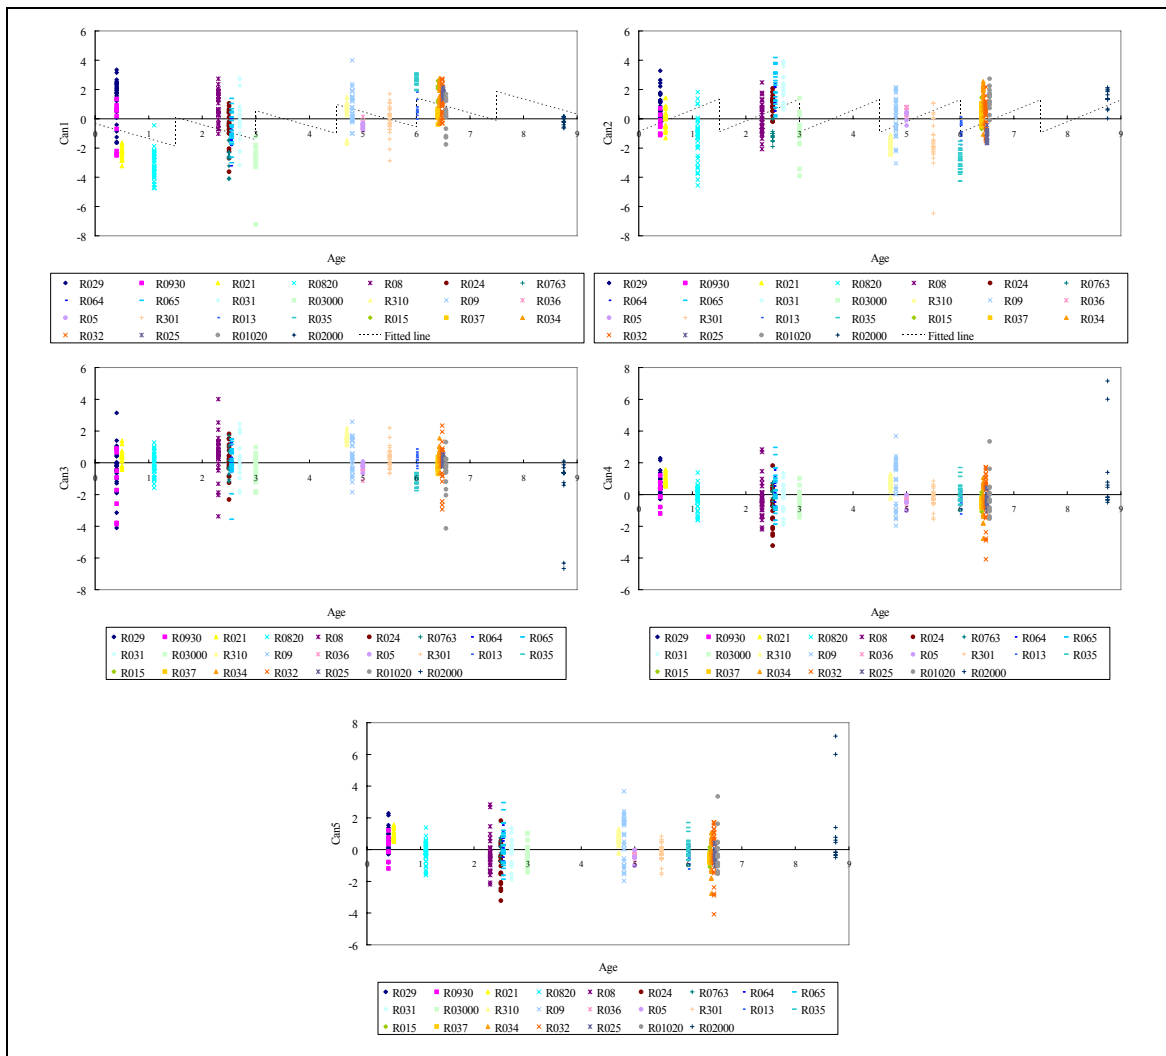 6 6
4 4
2 2
Can1 0 Can2 0
0 1 2 3 4 5 6 7 8 9 0 1 2 3 4 5 6 7 8 9
-2 -2
-4 -4
-6 -6
-8 -8
Age Age
R029 R0930 R021 R0820 R08 R024 R0763 R029 R0930 R021 R0820 R08 R024 R0763
R064 R065 R031 R03000 R310 R09 R036 R064 R065 R031 R03000 R310 R09 R036
R05 R301 R013 R035 R015 R037 R034 R05 R301 R013 R035 R015 R037 R034
R032 R025 R01020 R02000 Fitted line R032 R025 R01020 R02000 Fitted line
6 8
4 6
2 4
Can3 0 Can4 2
0 1 2 3 4 5 6 7 8 9 0 0 1 2 3 4 5 6 7 8 9
-2 -2
-4 -4
-6 -6
-8
Age Age
R029 R0930 R021 R0820 R08 R024 R0763 R064 R065 R029 R0930 R021 R0820 R08 R024 R0763 R064 R065
R031 R03000 R310 R09 R036 R05 R301 R013 R035 R031 R03000 R310 R09 R036 R05 R301 R013 R035
R015 R037 R034 R032 R025 R01020 R02000 R015 R037 R034 R032 R025 R01020 R02000
8
6
4
2
Can5 0
0 1 2 3 4 5 6 7 8 9
-2
-4
-6
Age
R029 R0930 R021 R0820 R08 R024 R0763 R064 R065
R031 R03000 R310 R09 R036 R05 R301 R013 R035
R015 R037 R034 R032 R025 R01020 R02000